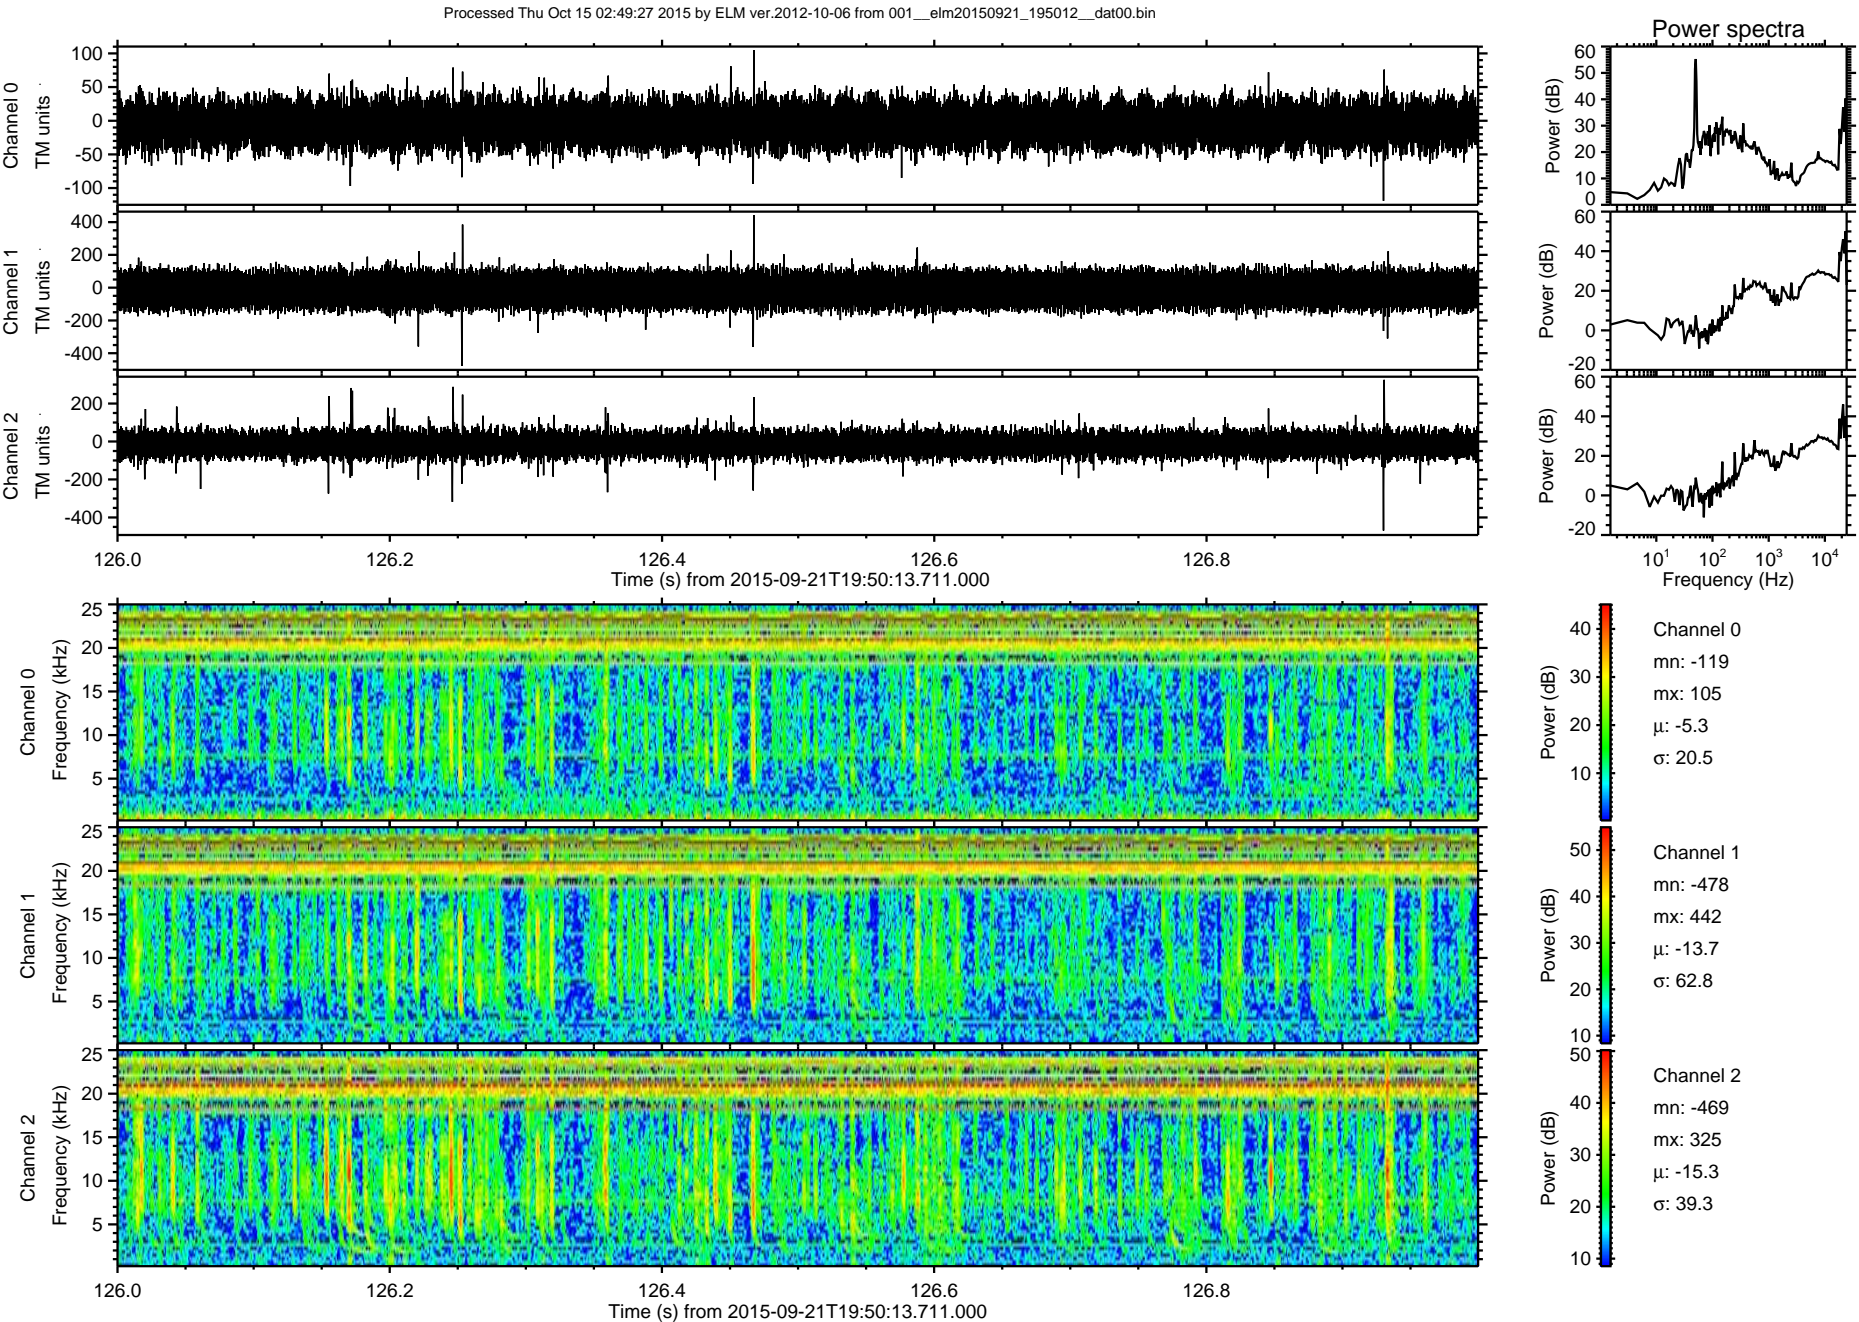 Processed Thu Oct 15 02:49:27 2015 by ELM ver.2012-10-06 from 001__elm20150921_195012__dat00.bin
Power spectra
Channel 0
TM units
100
50
0
-50
-100
Power (dB)
60
50
40
30
20
10
0
Channel 1
TM units
400
200
0
-200
-400
Power (dB)
60
40
20
0
-20
Channel 2
TM units
200
0
-200
-400
Power (dB)
60
40
20
0
-20
126.0 126.2 126.4 126.6 126.8
Time (s) from 2015-09-21T19:50:13.711.000
10¹ 10² 10³ 10⁴
Frequency (Hz)
Channel 0
Frequency (kHz)
25
20
15
10
5
Power (dB)
40
30
20
10
Channel 0
mn: -119
mx: 105
μ: -5.3
σ: 20.5
Channel 1
Frequency (kHz)
25
20
15
10
5
Power (dB)
50
40
30
20
10
Channel 1
mn: -478
mx: 442
μ: -13.7
σ: 62.8
Channel 2
Frequency (kHz)
25
20
15
10
5
Power (dB)
50
40
30
20
10
Channel 2
mn: -469
mx: 325
μ: -15.3
σ: 39.3
126.0 126.2 126.4 126.6 126.8
Time (s) from 2015-09-21T19:50:13.711.000